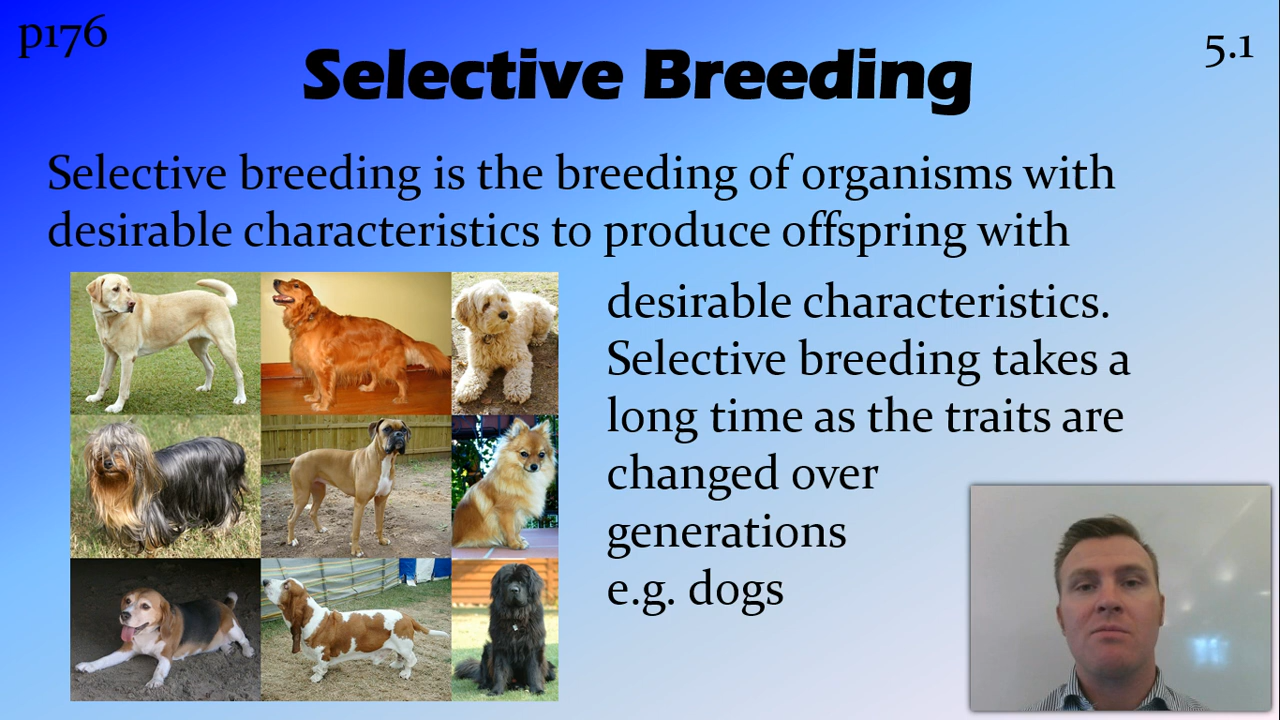 p176
5.1
Selective Breeding
Selective breeding is the breeding of organisms with
desirable characteristics to produce offspring with
desirable characteristics.
Selective breeding takes a
long time as the traits are
changed over
generations
e.g. dogs